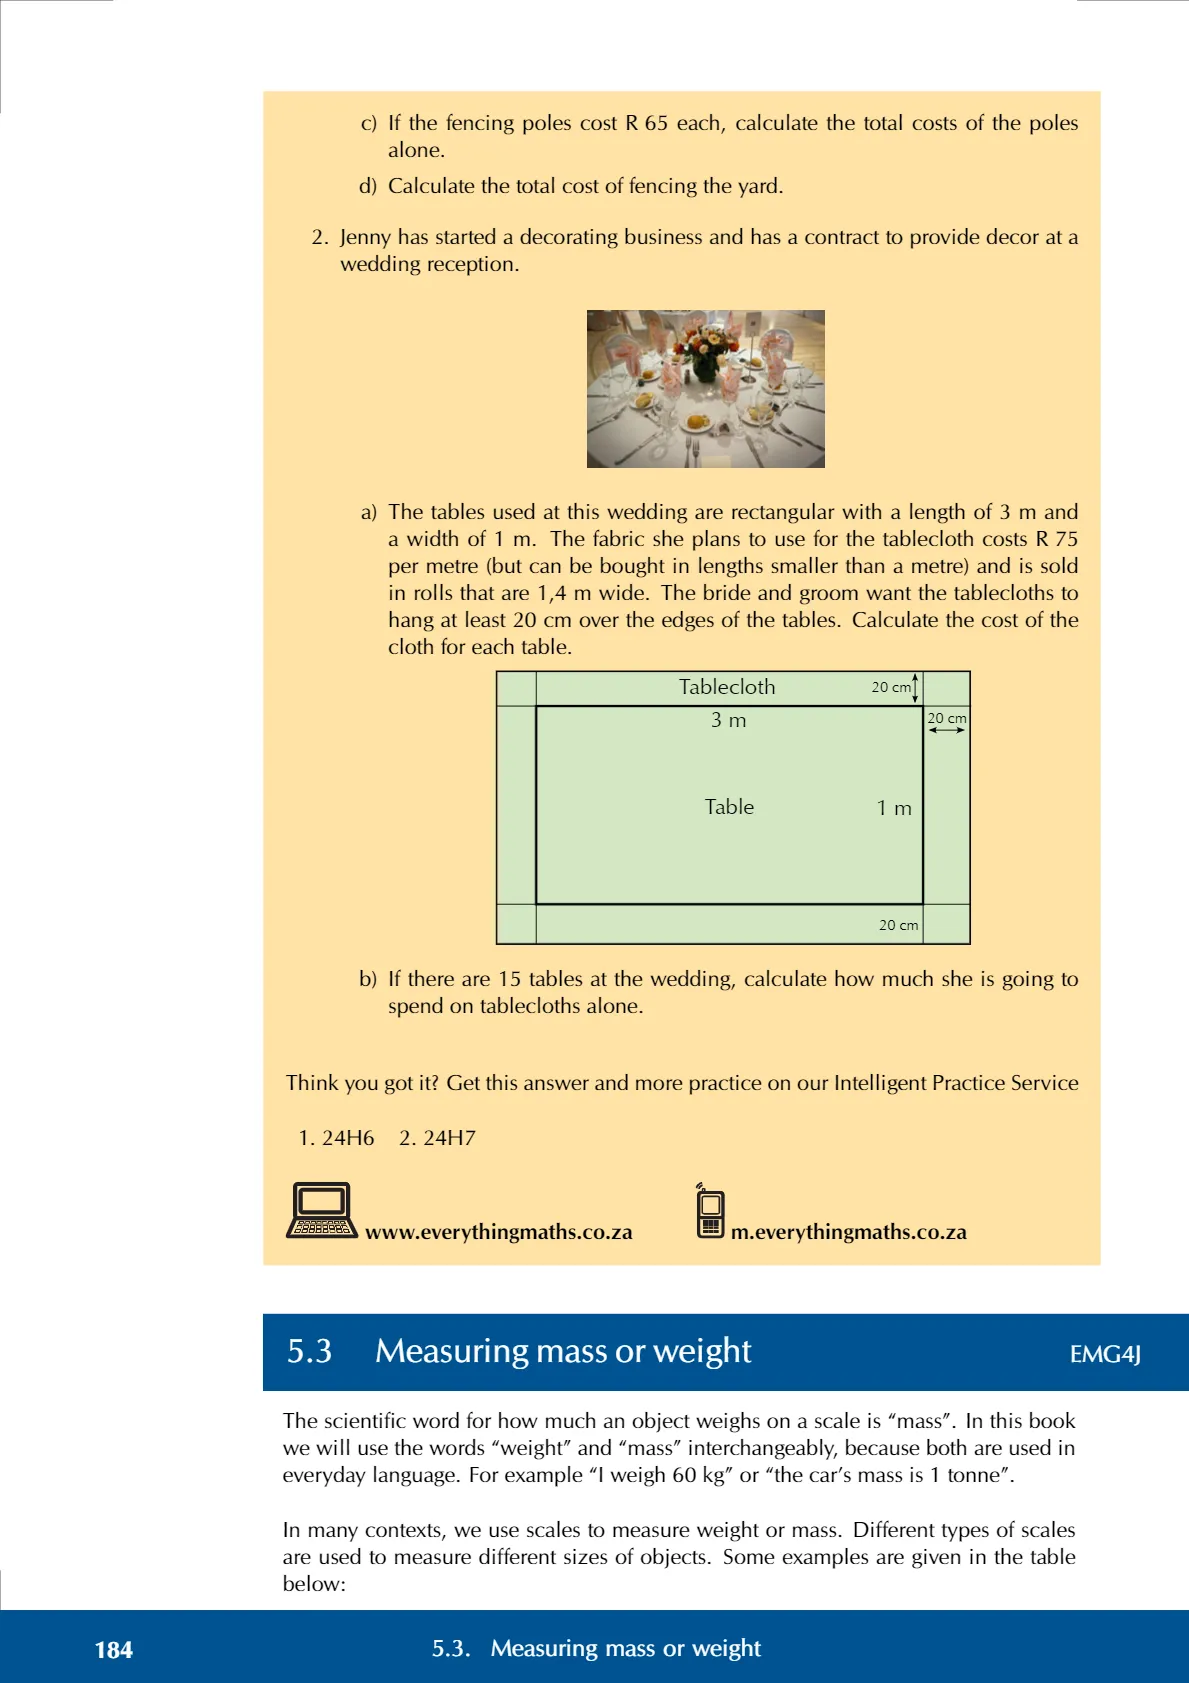 c) If the fencing poles cost R 65 each, calculate the total costs of the poles
alone.
d) Calculate the total cost of fencing the yard.
2. Jenny has started a decorating business and has a contract to provide decor at a
wedding reception.
a) The tables used at this wedding are rectangular with a length of 3 m and
a width of 1 m. The fabric she plans to use for the tablecloth costs R 75
per metre (but can be bought in lengths smaller than a metre) and is sold
in rolls that are 1,4 m wide. The bride and groom want the tablecloths to
hang at least 20 cm over the edges of the tables. Calculate the cost of the
cloth for each table.
Tablecloth
20 cm
3 m
20 cm
Table
1 m
20 cm
b) If there are 15 tables at the wedding, calculate how much she is going to
spend on tablecloths alone.
Think you got it? Get this answer and more practice on our Intelligent Practice Service
1. 24H6 2. 24H7
www.everythingmaths.co.za m.everythingmaths.co.za
5.3 Measuring mass or weight EMG4J
The scientific word for how much an object weighs on a scale is “mass”. In this book
we will use the words “weight” and “mass” interchangeably, because both are used in
everyday language. For example “I weigh 60 kg” or “the car’s mass is 1 tonne”.
In many contexts, we use scales to measure weight or mass. Different types of scales
are used to measure different sizes of objects. Some examples are given in the table
below:
184 5.3. Measuring mass or weight